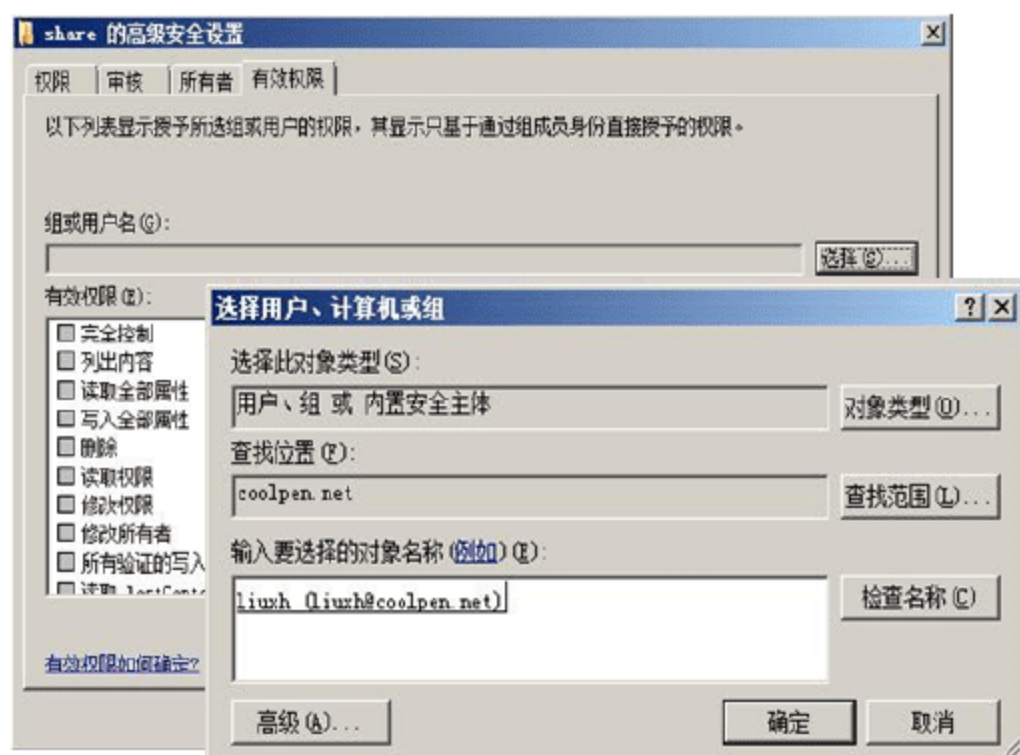 share 的高级安全设置
权限 审核 所有者 有效权限
以下列表显示授予所选组或用户的权限，其显示只基于通过组成员身份直接授予的权限。
组或用户名(G):
选择(S)...
有效权限(E):
完全控制
列出内容
读取全部属性
写入全部属性
删除
读取权限
修改权限
修改所有者
所有验证的写入
读取
有效权限如何确定?
选择用户、计算机或组
选择此对象类型(S):
用户、组 或 内置安全主体
对象类型(O)...
查找位置(F):
coolpen.net
查找范围(L)...
输入要选择的对象名称(例如)(E):
liuxh (liuxh@coolpen.net)
检查名称(C)
高级(A)...
确定
取消